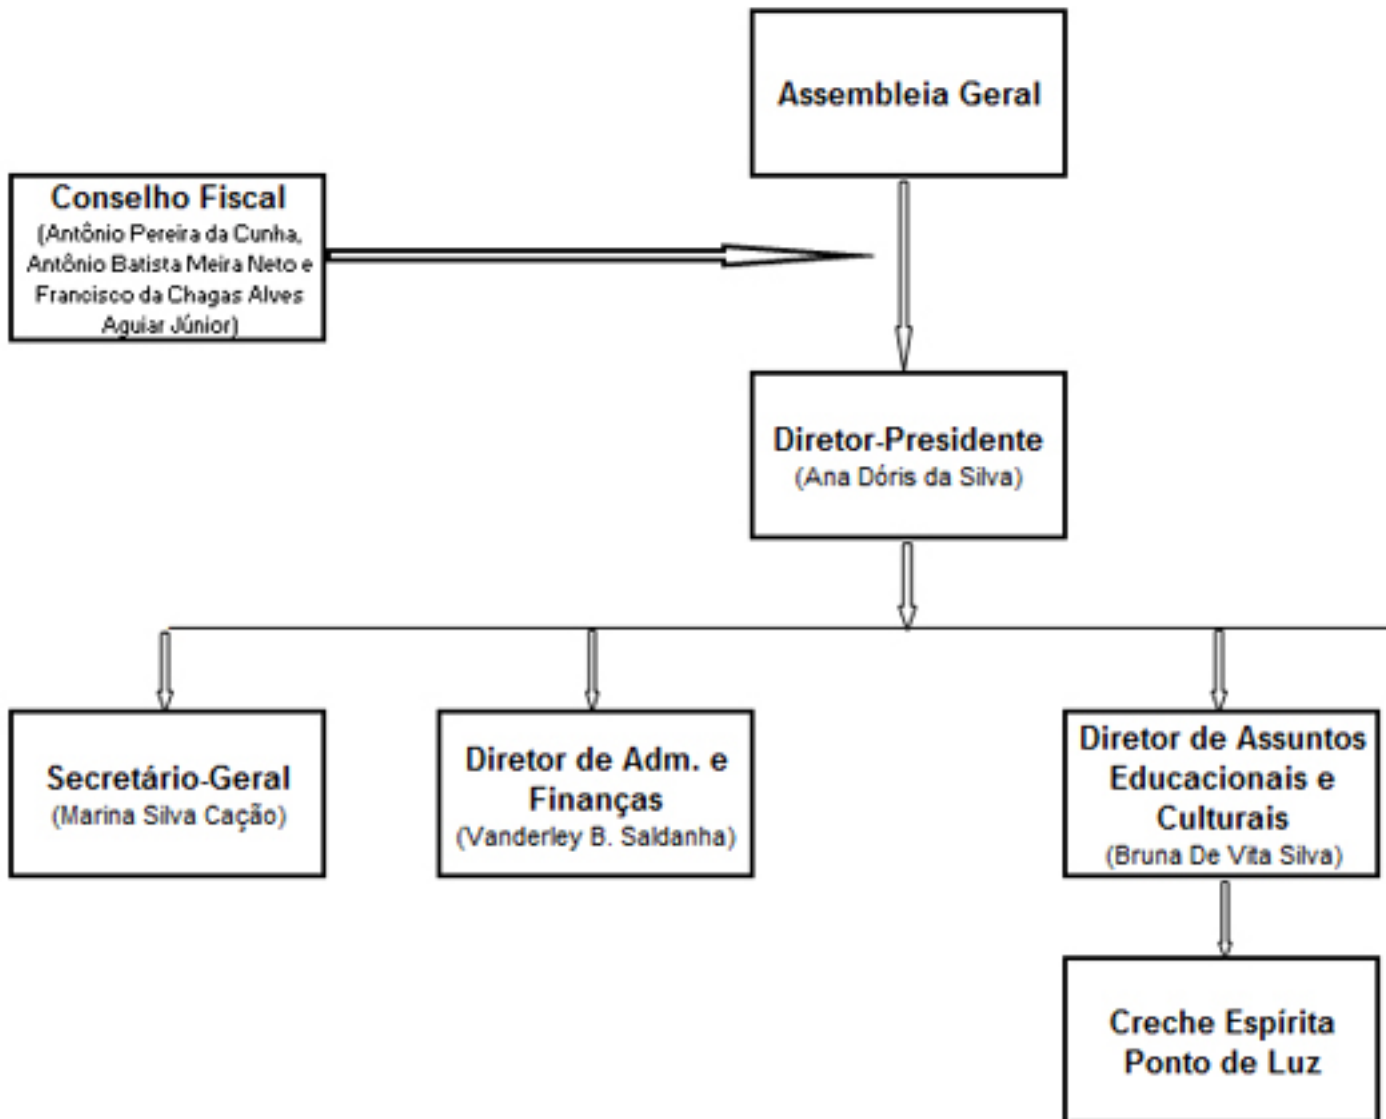 Assembleia Geral
Conselho Fiscal
(Antônio Pereira da Cunha,
Antônio Batista Meira Neto e
Francisco da Chagas Alves
Aguiar Júnior)
Diretor-Presidente
(Ana Dóris da Silva)
Secretário-Geral
(Marina Silva Cação)
Diretor de Adm. e
Finanças
(Vanderley B. Saldanha)
Diretor de Assuntos
Educacionais e
Culturais
(Bruna De Vita Silva)
Creche Espírita
Ponto de Luz